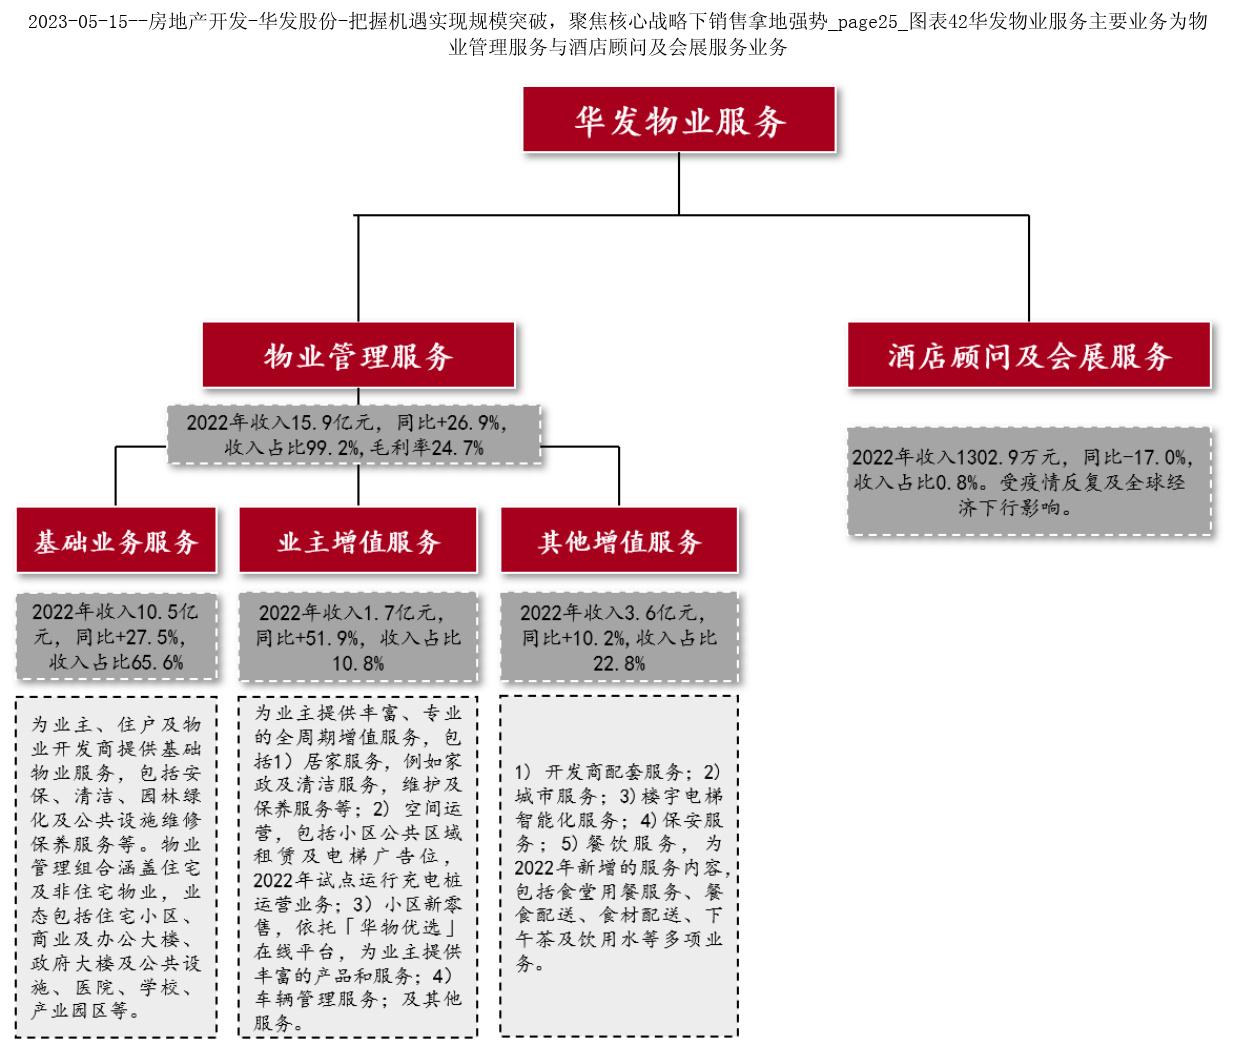 2023-05-15--房地产开发-华发股份-把握机遇实现规模突破，聚焦核心战略下销售拿地强势_page25_图表42华发物业服务主要业务为物
业管理服务与酒店顾问及会展服务业务
华发物业服务
物业管理服务
酒店顾问及会展服务
2022年收入15.9亿元，同比+26.9%，
收入占比99.2%,毛利率24.7%
2022年收入1302.9万元，同比-17.0%，
收入占比0.8%。受疫情反复及全球经
济下行影响。
基础业务服务
业主增值服务
其他增值服务
2022年收入10.5亿
元，同比+27.5%，
收入占比65.6%
2022年收入1.7亿元，
同比+51.9%，收入占比
10.8%
2022年收入3.6亿元，
同比+10.2%,收入占比
22.8%
为业主、住户及物
业开发商提供基础
物业服务，包括安
保、清洁、园林绿
化及公共设施维修
保养服务等。物业
管理组合涵盖住宅
及非住宅物业，业
态包括住宅小区、
商业及办公大楼、
政府大楼及公共设
施、医院、学校、
产业园区等。
为业主提供丰富、专业
的全周期增值服务，包
括1）居家服务，例如家
政及清洁服务，维护及
保养服务等；2）空间运
营，包括小区公共区域
租赁及电梯广告位，
2022年试点运行充电桩
运营业务；3）小区新零
售，依托「华物优选」
在线平台，为业主提供
丰富的产品和服务；4）
车辆管理服务；及其他
服务。
1）开发商配套服务；2）
城市服务；3)楼宇电梯
智能化服务；4)保安服
务；5）餐饮服务，为
2022年新增的服务内容，
包括食堂用餐服务、餐
食配送、食材配送、下
午茶及饮用水等多项业
务。